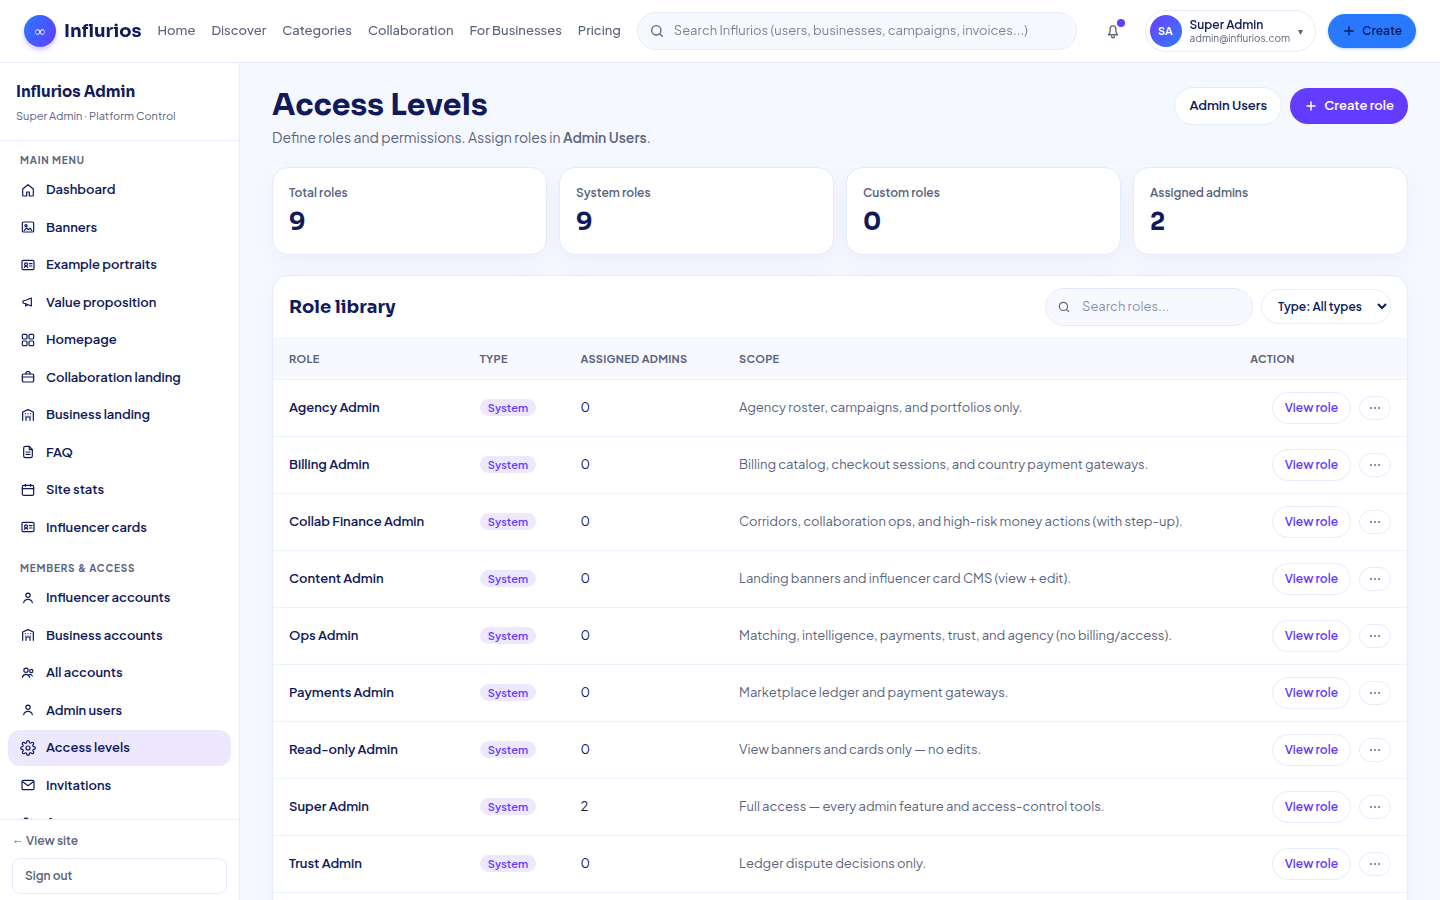 ∞ Influrios Home Discover Categories Collaboration For Businesses Pricing Search Influrios (users, businesses, campaigns, invoices...) SA Super Admin ▾ + Create
admin@influrios.com
Influrios Admin
Super Admin · Platform Control
MAIN MENU
Dashboard
Banners
Example portraits
Value proposition
Homepage
Collaboration landing
Business landing
FAQ
Site stats
Influencer cards
MEMBERS & ACCESS
Influencer accounts
Business accounts
All accounts
Admin users
Access levels
Invitations
← View site
Sign out
Access Levels
Admin Users + Create role
Define roles and permissions. Assign roles in Admin Users.
Total roles System roles Custom roles Assigned admins
9 9 0 2
Role library Search roles... Type: All types
ROLE TYPE ASSIGNED ADMINS SCOPE ACTION
Agency Admin System 0 Agency roster, campaigns, and portfolios only. View role ...
Billing Admin System 0 Billing catalog, checkout sessions, and country payment gateways. View role ...
Collab Finance Admin System 0 Corridors, collaboration ops, and high-risk money actions (with step-up). View role ...
Content Admin System 0 Landing banners and influencer card CMS (view + edit). View role ...
Ops Admin System 0 Matching, intelligence, payments, trust, and agency (no billing/access). View role ...
Payments Admin System 0 Marketplace ledger and payment gateways. View role ...
Read-only Admin System 0 View banners and cards only — no edits. View role ...
Super Admin System 2 Full access — every admin feature and access-control tools. View role ...
Trust Admin System 0 Ledger dispute decisions only. View role ...